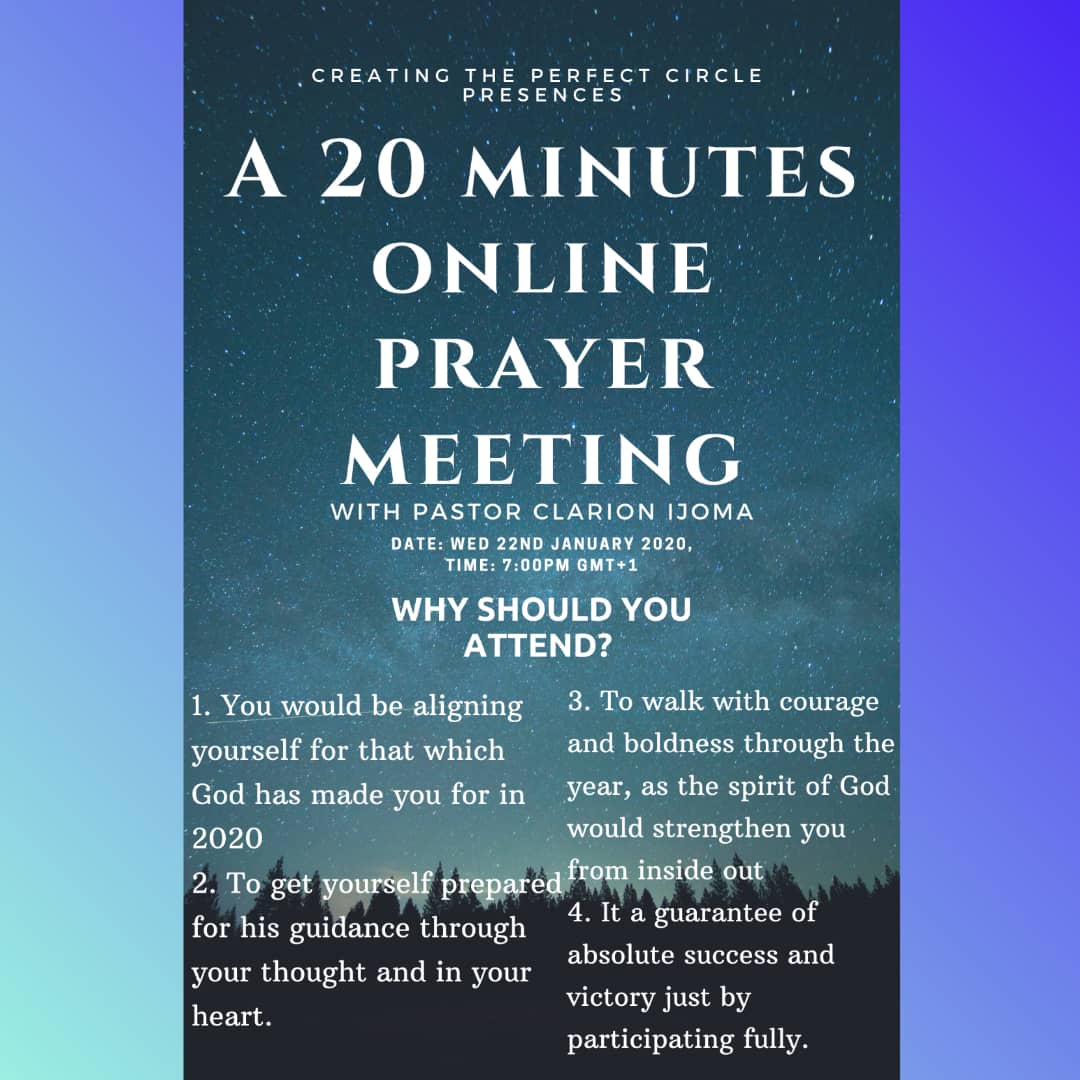 CREATING THE PERFECT CIRCLE
PRESENCES
A 20 MINUTES
ONLINE
PRAYER
MEETING
WITH PASTOR CLARION IJOMA
DATE: WED 22ND JANUARY 2020,
TIME: 7:00PM GMT+1
WHY SHOULD YOU
ATTEND?
1. You would be aligning
yourself for that which
God has made you for in
2020
2. To get yourself prepared
for his guidance through
your thought and in your
heart.
3. To walk with courage
and boldness through the
year, as the spirit of God
would strengthen you
from inside out
4. It a guarantee of
absolute success and
victory just by
participating fully.